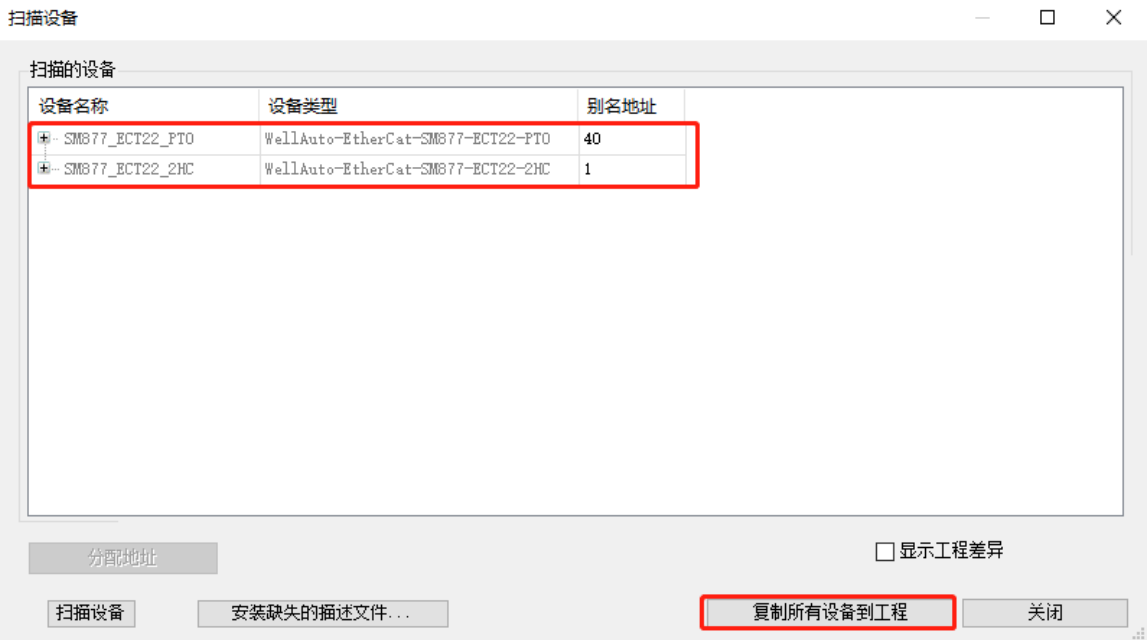 扫描设备
扫描的设备
设备名称 设备类型 别名地址
SM877_ECT22_PTO WellAuto-EtherCat-SM877-ECT22-PTO 40
SM877_ECT22_2HC WellAuto-EtherCat-SM877-ECT22-2HC 1
分配地址 显示工程差异
扫描设备 安装缺失的描述文件... 复制所有设备到工程 关闭